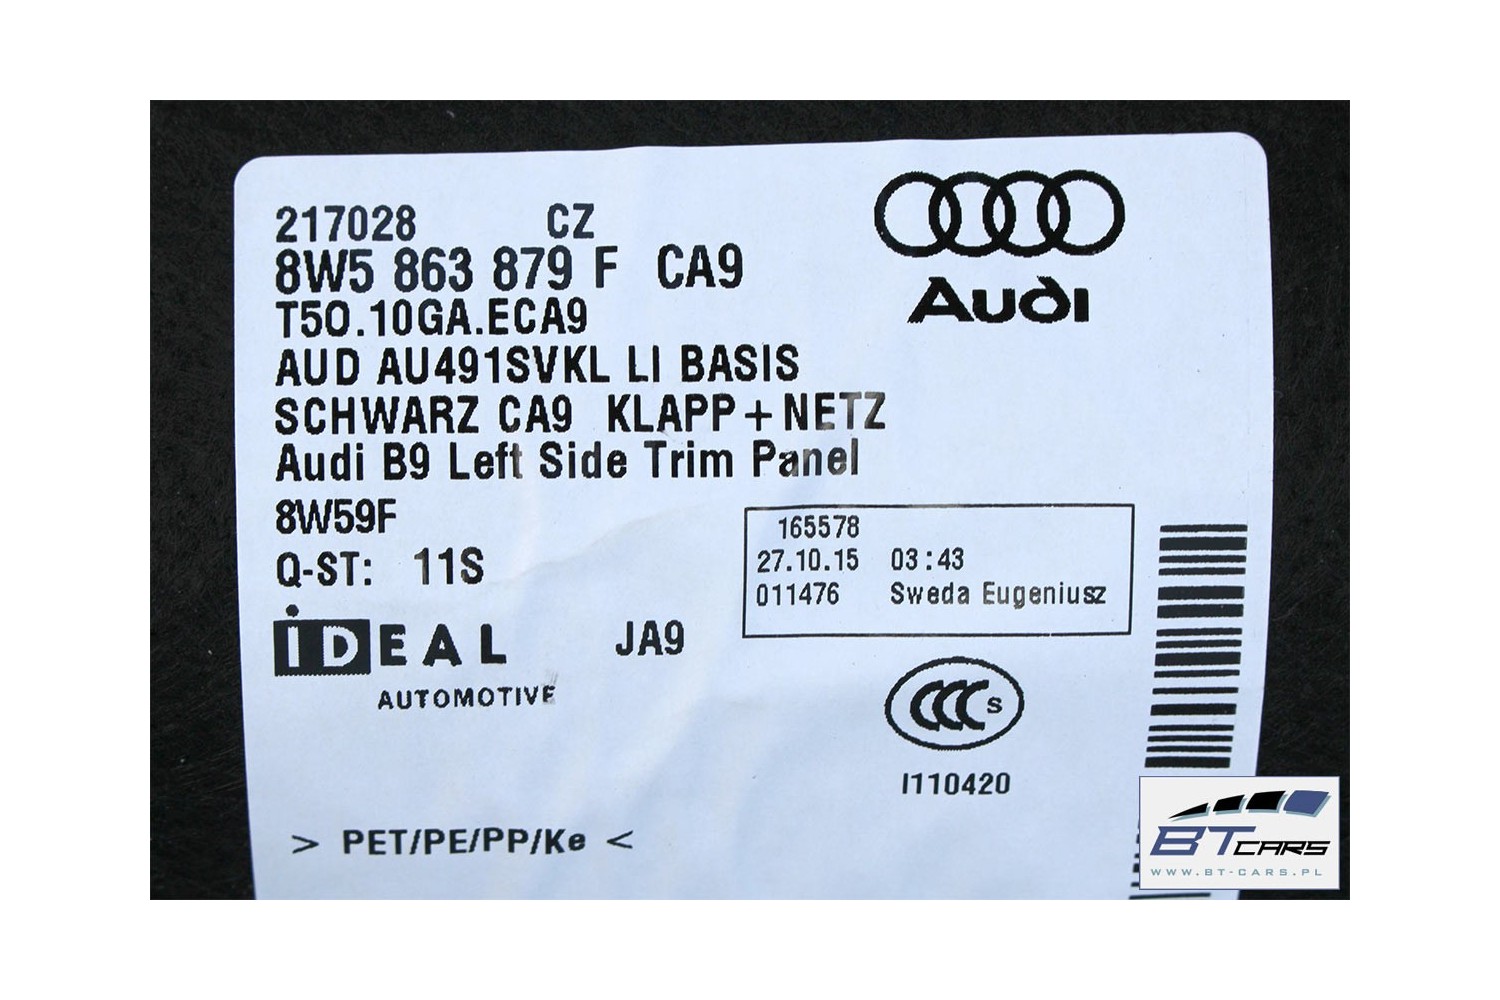 217028 CZ
8W5 863 879 F CA9
T5O.10GA.ECA9
AUD AU491SVKL LI BASIS
SCHWARZ CA9 KLAPP+NETZ
Audi B9 Left Side Trim Panel
8W59F
Q-ST: 11S
iDEAL
AUTOMOTIVE
JA9
> PET/PE/PP/Ke <
Audi
165578
27.10.15 03:43
011476 Sweda Eugeniusz
CCC S
I110420
BT CARS
WWW.BT-CARS.PL